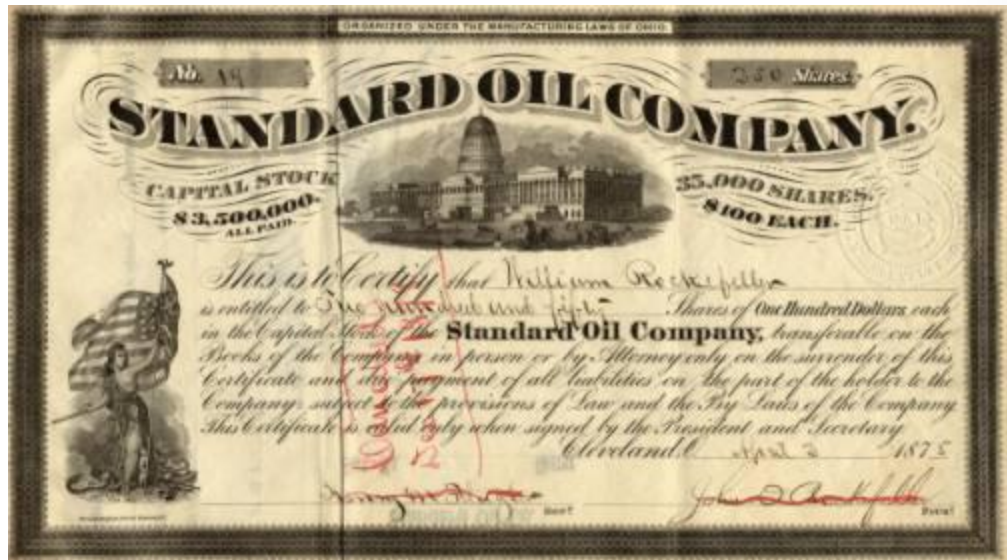 ORGANIZED UNDER THE MANUFACTURING LAWS OF OHIO.
No. 19
250 Shares.
STANDARD OIL COMPANY.
CAPITAL STOCK
$3,500,000.
ALL PAID.
35,000 SHARES.
$100 EACH.
This is to Certify that William Rockefeller
is entitled to Two hundred and fifty Shares of One Hundred Dollars each
in the Capital Stock of the Standard Oil Company, transferable on the
Books of the Company in person or by Attorney only on the surrender of this
Certificate and due payment of all liabilities on the part of the holder to the
Company subject to the provisions of Law and the By Laws of the Company
This Certificate is valid only when signed by the President and Secretary
Cleveland, O. 1875
John D Rockefeller
Sec'y
Pres't